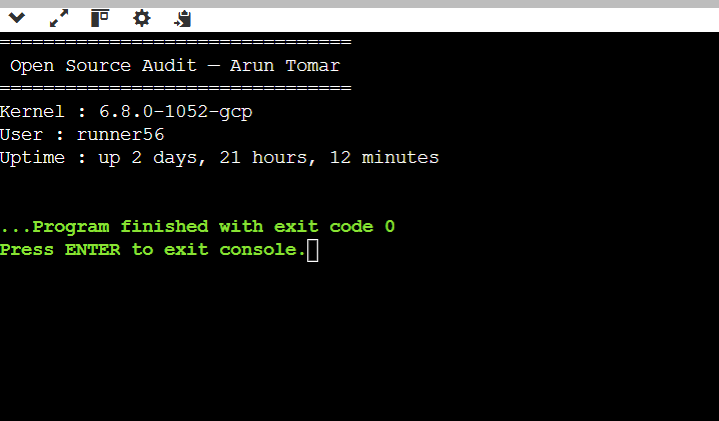 ================================
 Open Source Audit — Arun Tomar
================================
Kernel : 6.8.0-1052-gcp
User : runner56
Uptime : up 2 days, 21 hours, 12 minutes
...Program finished with exit code 0
Press ENTER to exit console.